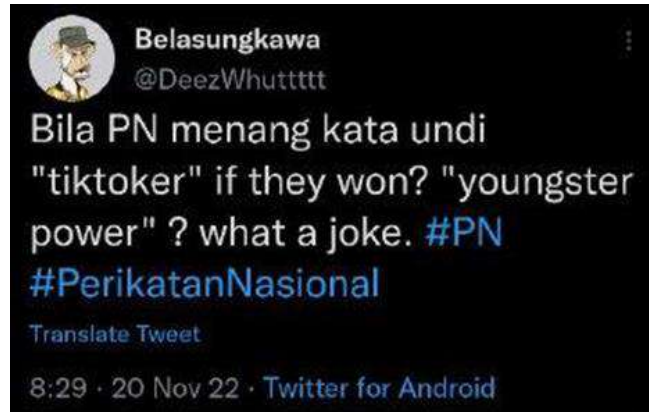 Belasungkawa
@DeezWhuttttt
Bila PN menang kata undi
"tiktoker" if they won? "youngster
power" ? what a joke. #PN
#PerikatanNasional
Translate Tweet
8:29 · 20 Nov 22 · Twitter for Android